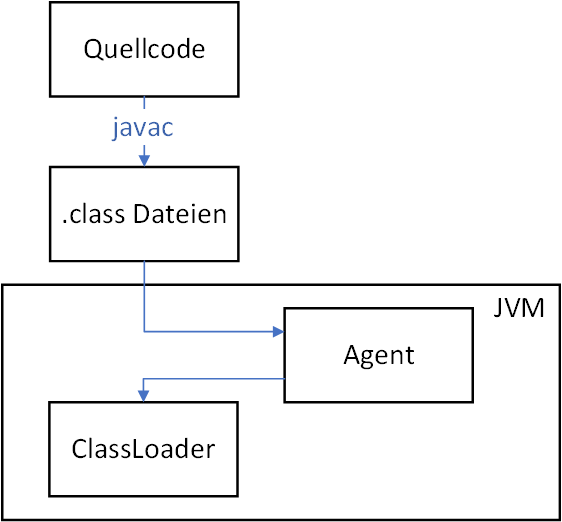 Quellcode
javac
.class Dateien
JVM
Agent
ClassLoader